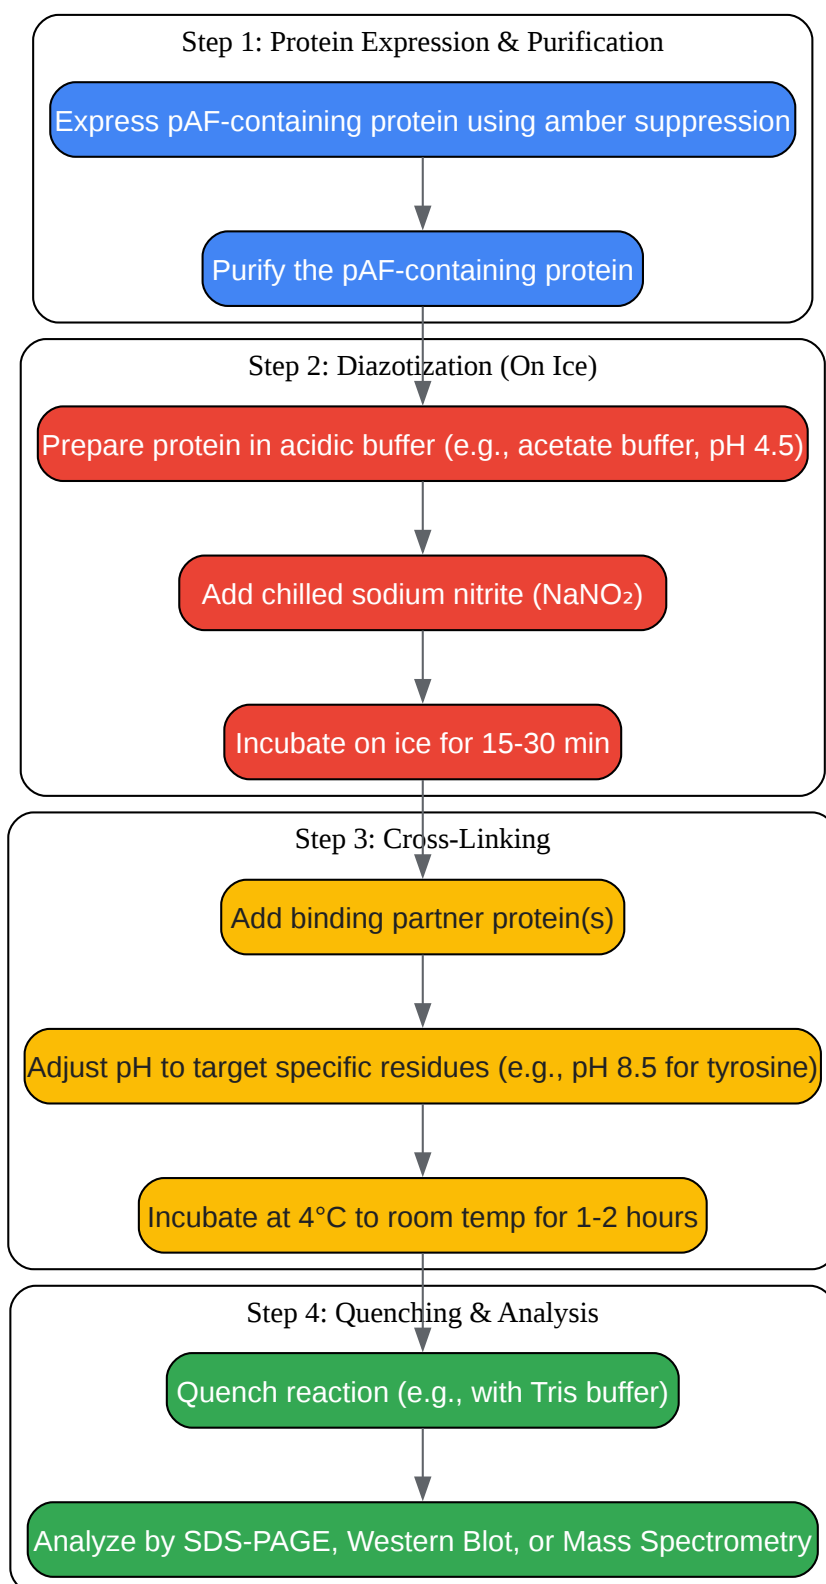 Step 1: Protein Expression & Purification
Express pAF-containing protein using amber suppression
Purify the pAF-containing protein
Step 2: Diazotization (On Ice)
Prepare protein in acidic buffer (e.g., acetate buffer, pH 4.5)
Add chilled sodium nitrite (NaNO₂)
Incubate on ice for 15-30 min
Step 3: Cross-Linking
Add binding partner protein(s)
Adjust pH to target specific residues (e.g., pH 8.5 for tyrosine)
Incubate at 4°C to room temp for 1-2 hours
Step 4: Quenching & Analysis
Quench reaction (e.g., with Tris buffer)
Analyze by SDS-PAGE, Western Blot, or Mass Spectrometry